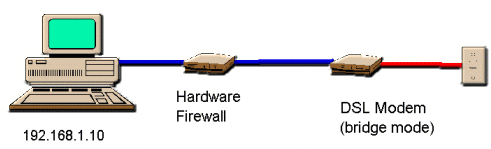 Hardware
Firewall
DSL Modem
(bridge mode)
192.168.1.10